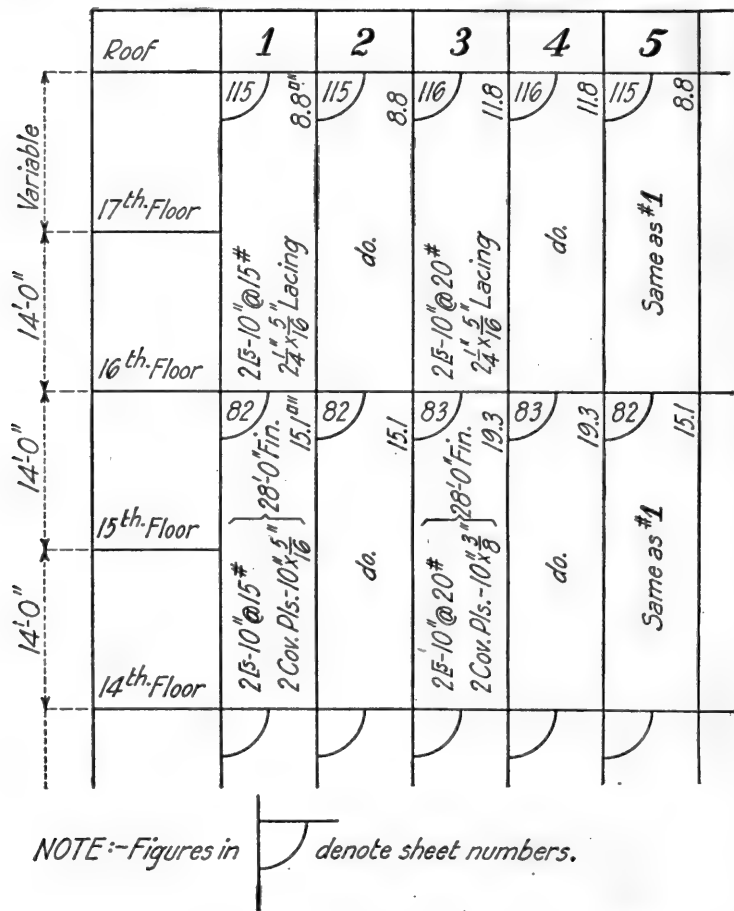 Roof 1 2 3 4 5
115 8.8□" 115 8.8 116 11.8 116 11.8 115 8.8
Variable
17th Floor
2[s-10"@15#
2 1/4" x 5/16" Lacing
do.
2[s-10"@20#
2 1/4" x 5/16" Lacing
do.
Same as #1
14'-0"
16th Floor
82 15.1□" 82 15.1 83 19.3 83 19.3 82 15.1
14'-0"
15th Floor
2[s-10"@15#
2 Cov. Pls.-10" x 5/16"
28'-0" Fin.
do.
2[s-10"@20#
2 Cov. Pls.-10" x 3/8"
28'-0" Fin.
do.
Same as #1
14'-0"
14th Floor
NOTE:-Figures in denote sheet numbers.